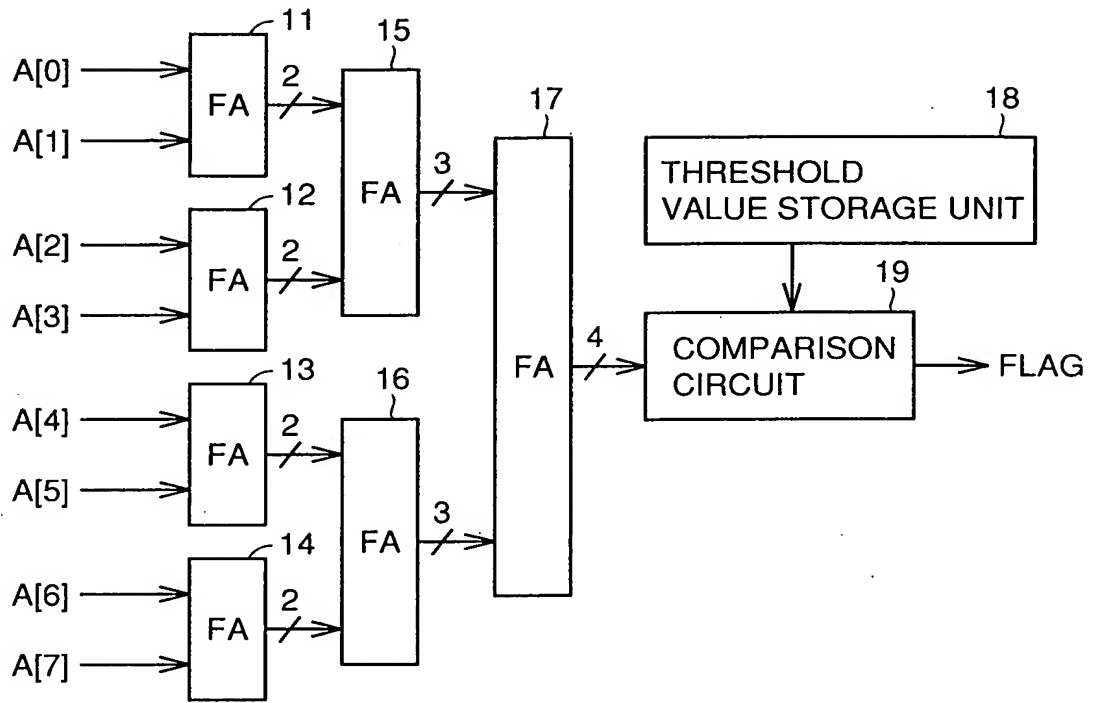 11
15
A[0]
FA
2
A[1]
17
18
12
FA
3
THRESHOLD
VALUE STORAGE UNIT
A[2]
FA
2
A[3]
19
13
16
FA
4
COMPARISON
CIRCUIT
FLAG
A[4]
FA
2
A[5]
14
FA
3
A[6]
FA
2
A[7]